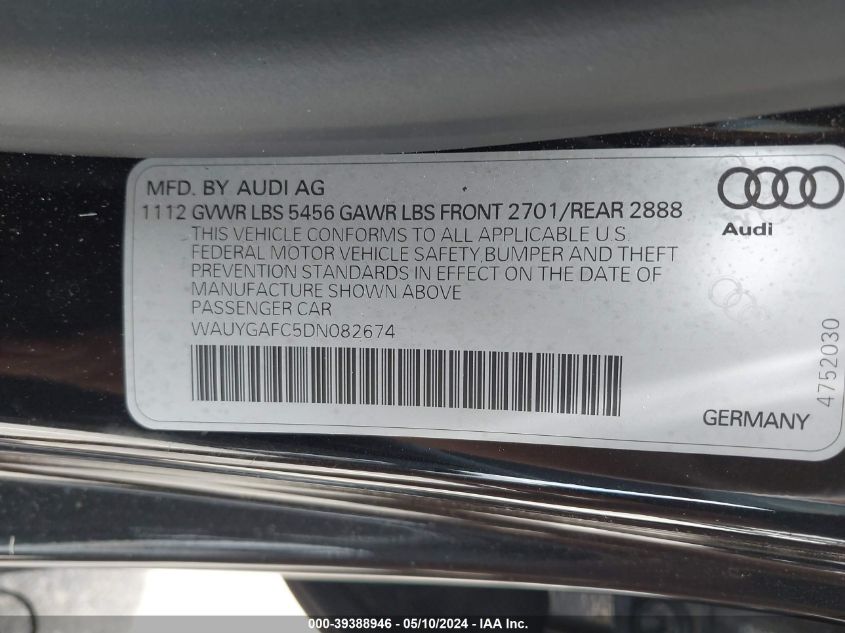 MFD. BY AUDI AG
1112 GVWR LBS 5456 GAWR LBS FRONT 2701/REAR 2888
THIS VEHICLE CONFORMS TO ALL APPLICABLE U.S.
FEDERAL MOTOR VEHICLE SAFETY,BUMPER AND THEFT
PREVENTION STANDARDS IN EFFECT ON THE DATE OF
MANUFACTURE SHOWN ABOVE
PASSENGER CAR
WAUYGAFC5DN082674
Audi
4752030
GERMANY
000-39388946 - 05/10/2024 - IAA Inc.